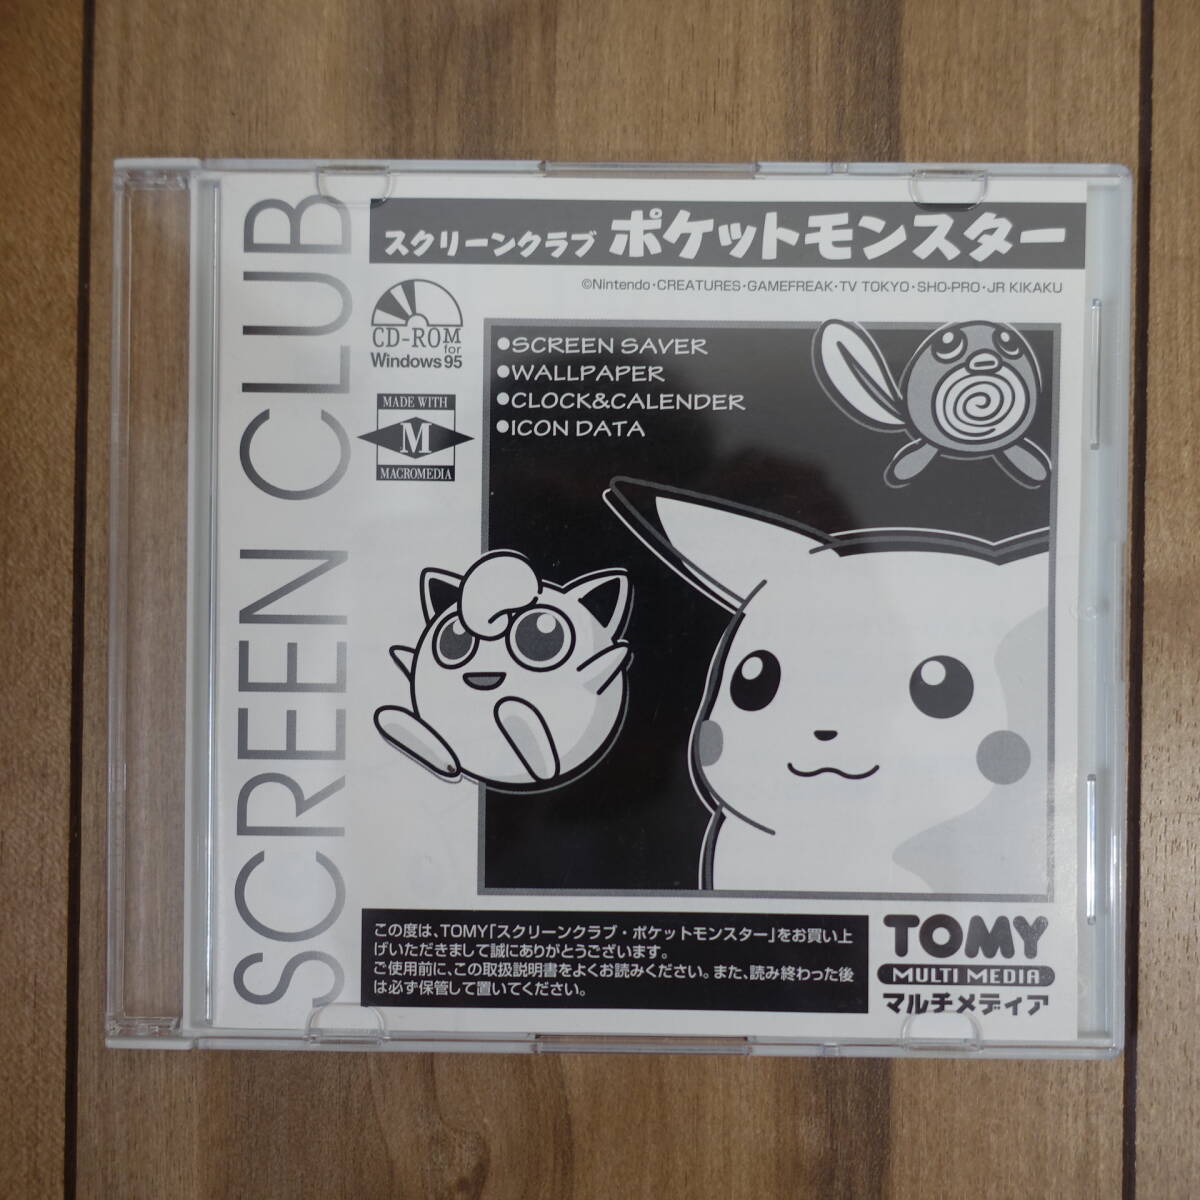 SCREEN CLUB
スクリーンクラブ ポケットモンスター
©Nintendo・CREATURES・GAMEFREAK・TV TOKYO・SHO-PRO・JR KIKAKU
CD-ROM
for
Windows 95
MADE WITH
M
MACROMEDIA
●SCREEN SAVER
●WALLPAPER
●CLOCK&CALENDER
●ICON DATA
この度は、TOMY「スクリーンクラブ・ポケットモンスター」をお買い上
げいただきまして誠にありがとうございます。
ご使用前に、この取扱説明書をよくお読みください。また、読み終わった後
は必ず保管して置いてください。
TOMY
MULTI MEDIA
マルチメディア